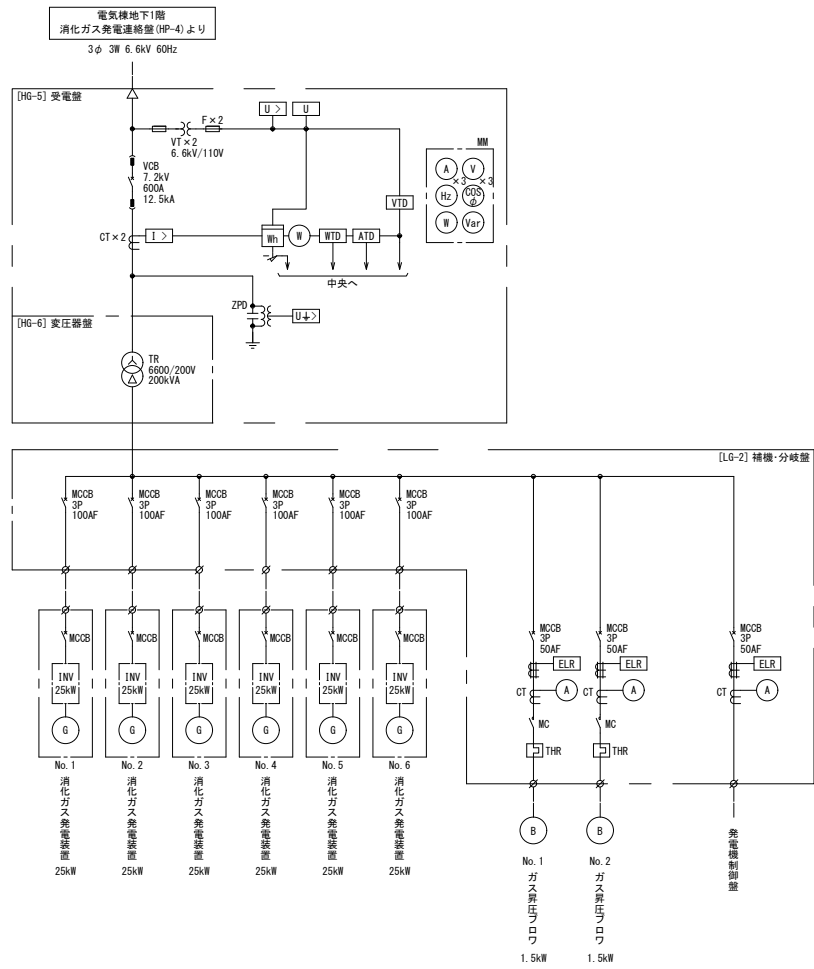 電気棟地下1階
消化ガス発電連絡盤(HP-4)より
3φ 3W 6.6kV 60Hz
[HG-5] 受電盤
U >
U
F×2
VT×2
6.6kV/110V
MM
A
V
×3
×3
Hz
COS
φ
W
Var
VCB
7.2kV
600A
12.5kA
VTD
CT×2
I >
Wh
W
WTD
ATD
中央へ
ZPD
U⏚>
[HG-6] 変圧器盤
TR
6600/200V
200kVA
[LG-2] 補機・分岐盤
MCCB
3P
100AF
MCCB
3P
100AF
MCCB
3P
100AF
MCCB
3P
100AF
MCCB
3P
100AF
MCCB
3P
100AF
MCCB
MCCB
MCCB
MCCB
MCCB
MCCB
INV
25kW
INV
25kW
INV
25kW
INV
25kW
INV
25kW
INV
25kW
G
G
G
G
G
G
No.1
消化ガス発電装置
25kW
No.2
消化ガス発電装置
25kW
No.3
消化ガス発電装置
25kW
No.4
消化ガス発電装置
25kW
No.5
消化ガス発電装置
25kW
No.6
消化ガス発電装置
25kW
MCCB
3P
50AF
ELR
CT
A
MC
THR
B
No.1
ガス昇圧ブロワ
1.5kW
MCCB
3P
50AF
ELR
CT
A
MC
THR
B
No.2
ガス昇圧ブロワ
1.5kW
MCCB
3P
50AF
ELR
CT
A
発電機制御盤